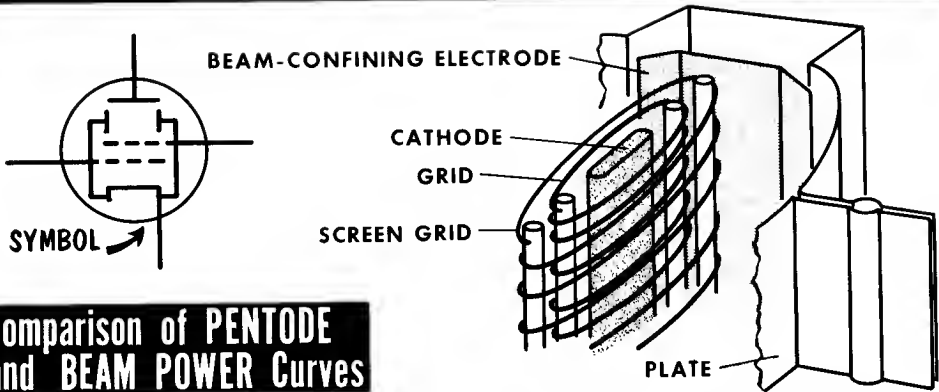 BEAM-CONFINING ELECTRODE
CATHODE
GRID
SCREEN GRID
SYMBOL
omparison of PENTODE
nd BEAM POWER Curves
PLATE